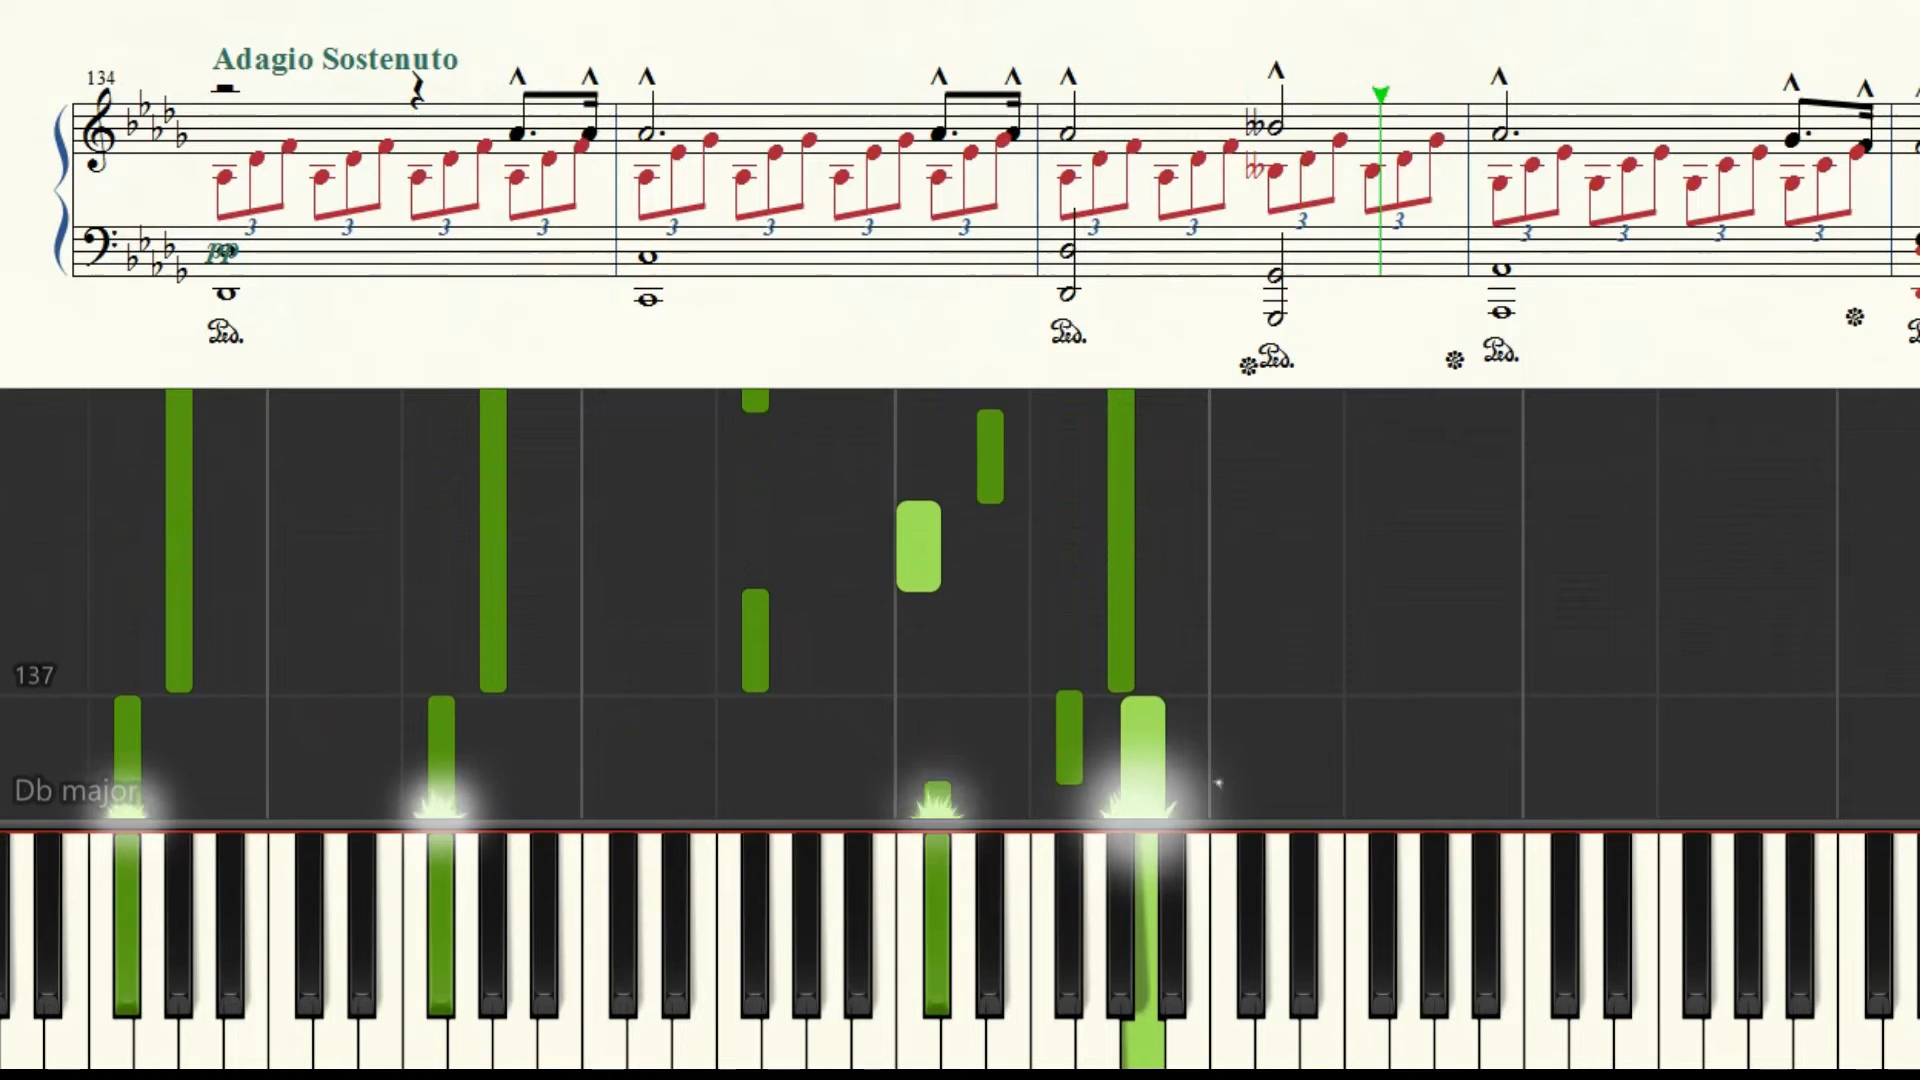 Adagio Sostenuto
134
3 3 3 3 3 3 3 3 3 3 3 3 3 3 3 3
pp
Ped. Ped. Ped. Ped.
137
Db major